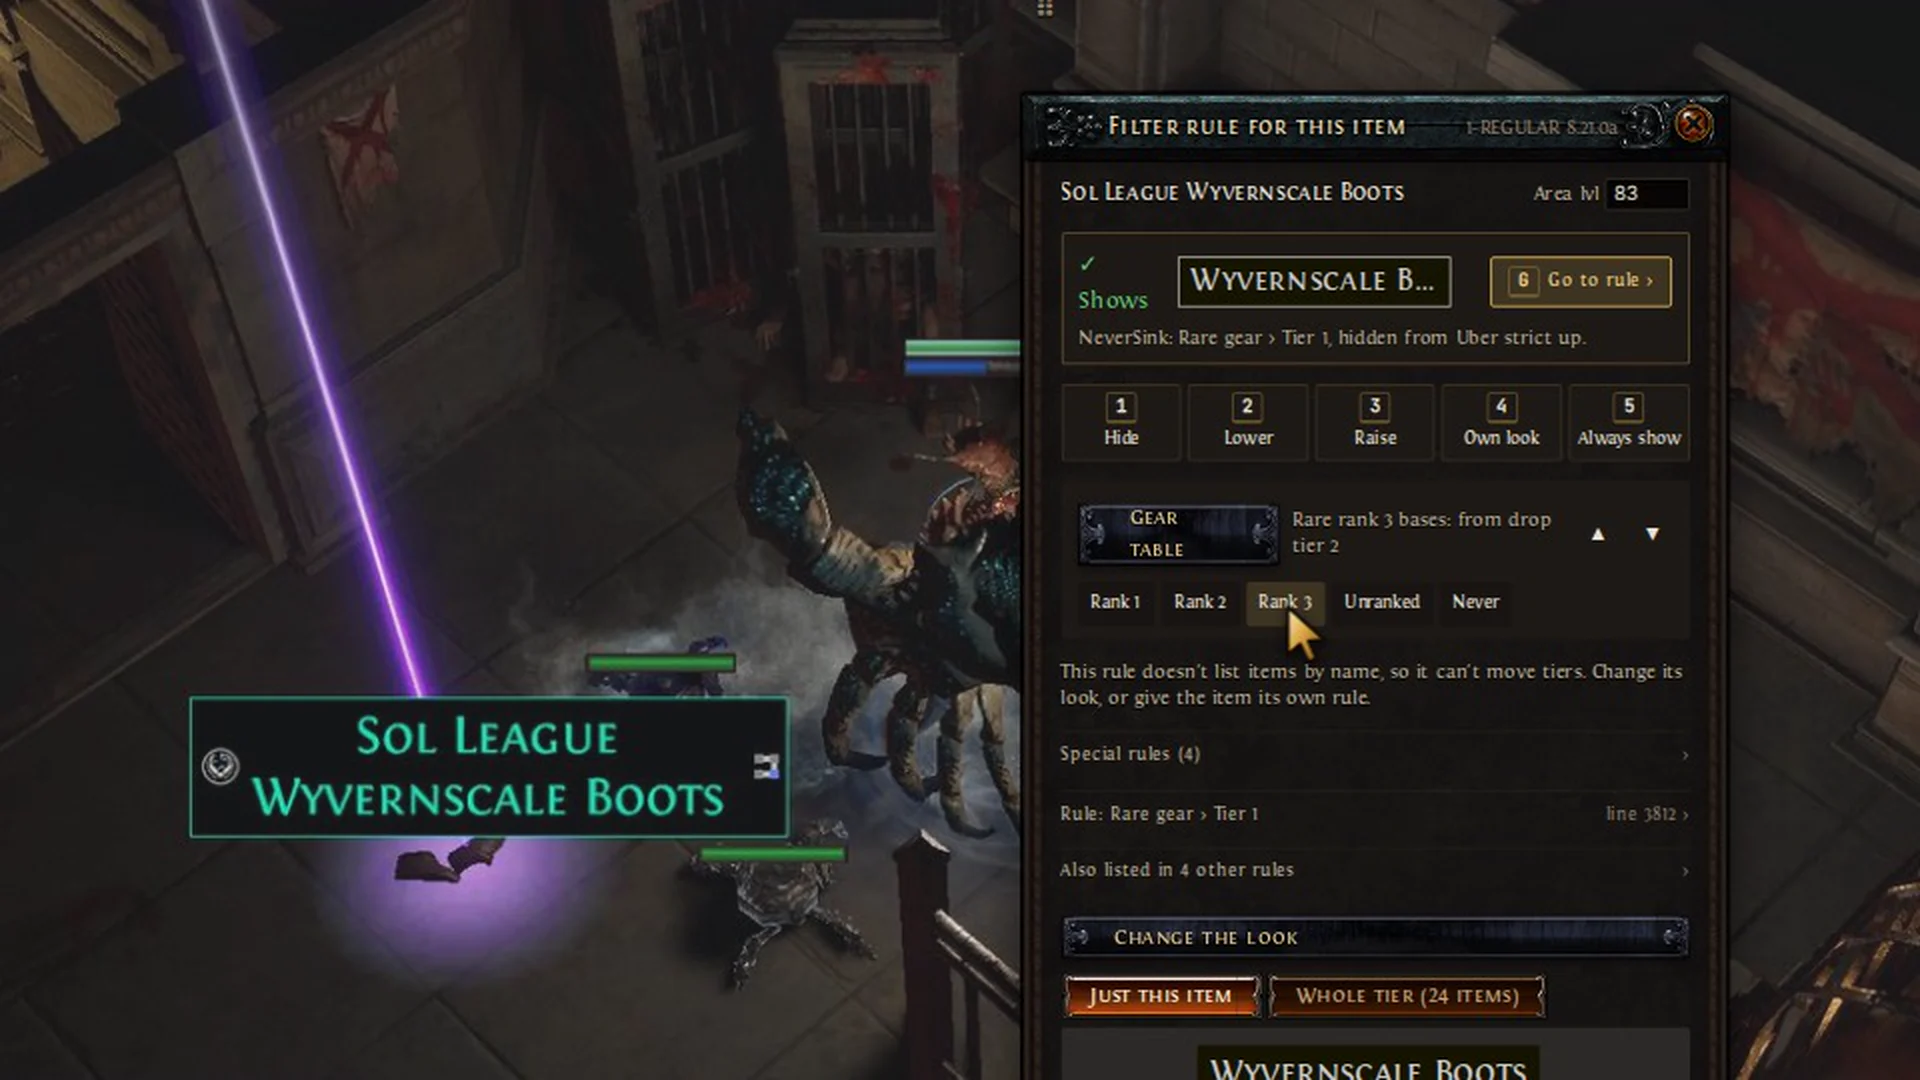 FILTER RULE FOR THIS ITEM
1-REGULAR 8.21.0a
SOL LEAGUE WYVERNSCALE BOOTS
Area lvl 83
✓
Shows
WYVERNSCALE B...
6 Go to rule ›
NeverSink: Rare gear › Tier 1, hidden from Uber strict up.
1 Hide
2 Lower
3 Raise
4 Own look
5 Always show
GEAR
TABLE
Rare rank 3 bases: from drop
tier 2
▲ ▼
Rank 1 Rank 2 Rank 3 Unranked Never
This rule doesn't list items by name, so it can't move tiers. Change its
look, or give the item its own rule.
Special rules (4) ›
Rule: Rare gear › Tier 1 line 3812 ›
Also listed in 4 other rules ›
CHANGE THE LOOK
JUST THIS ITEM WHOLE TIER (24 ITEMS)
WYVERNSCALE BOOTS
SOL LEAGUE
WYVERNSCALE BOOTS